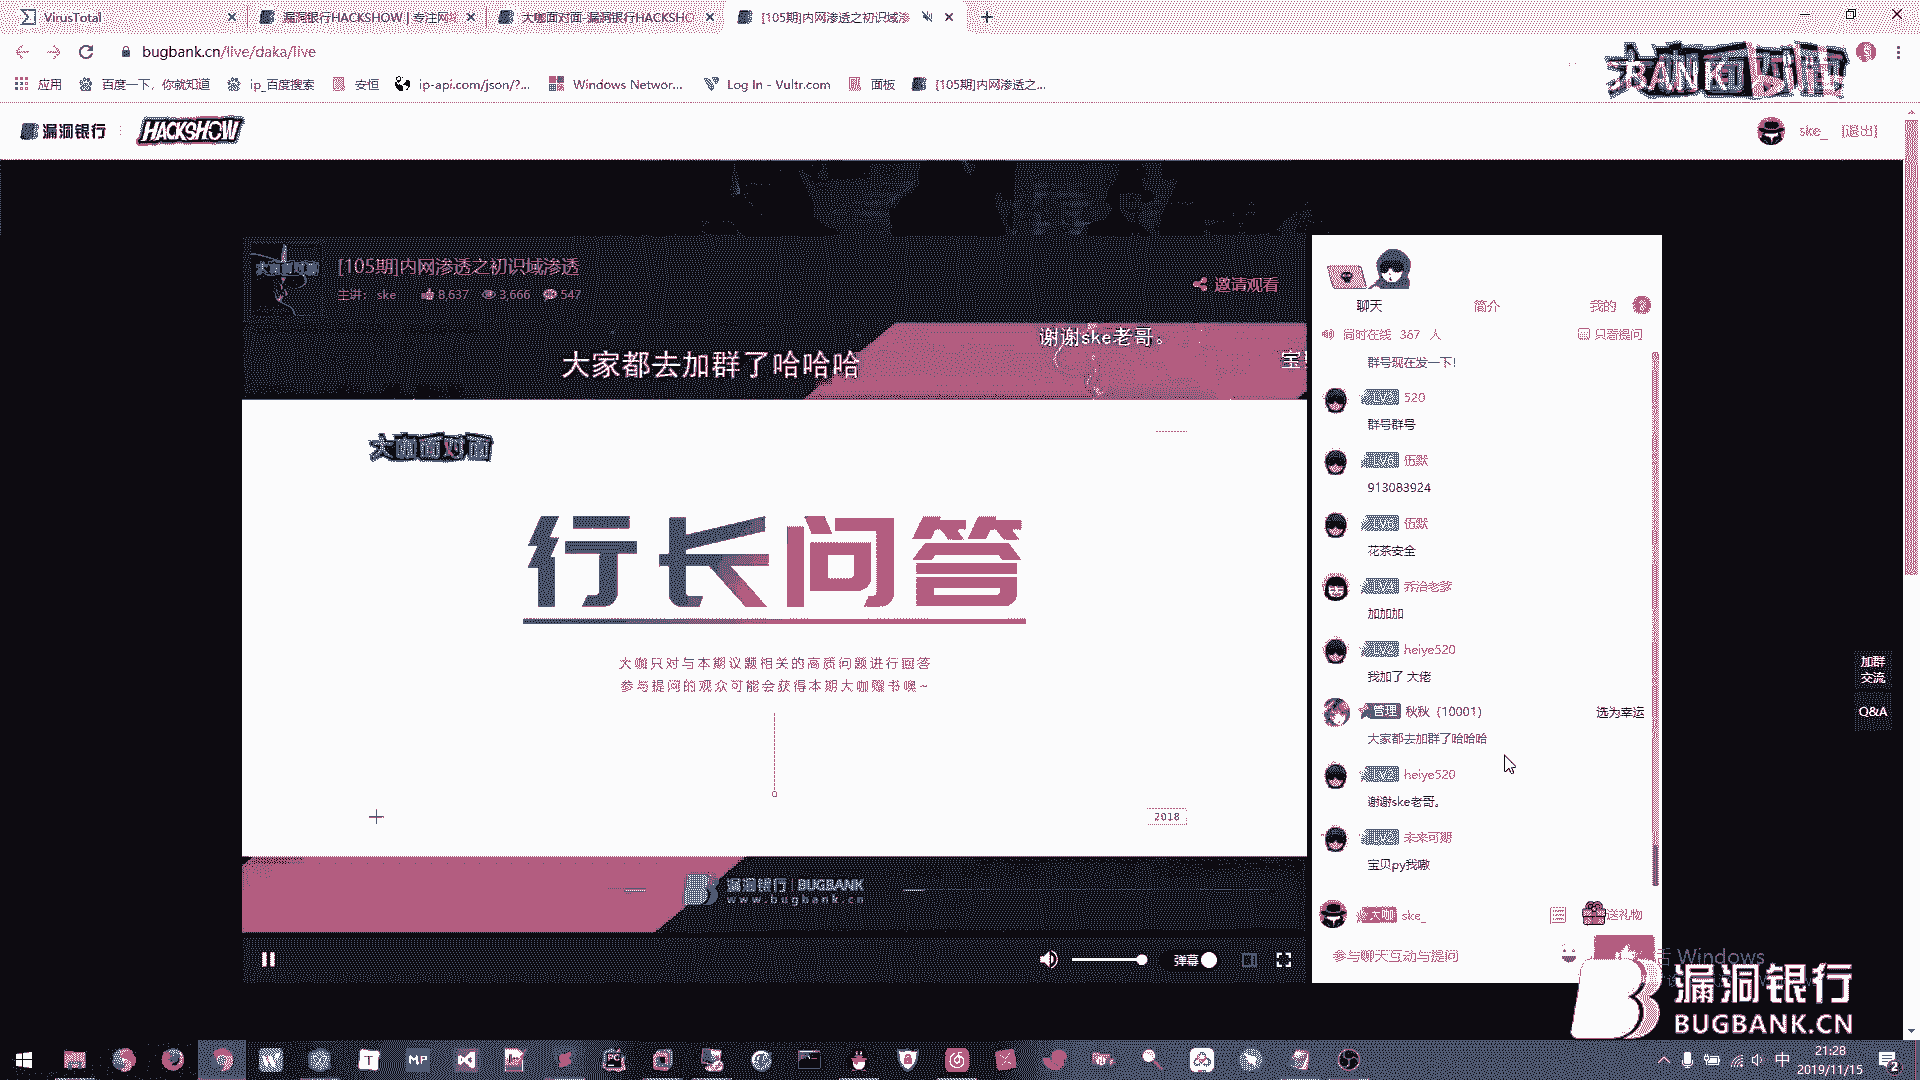 VirusTotal
漏洞银行HACKSHOW | 专注网络
大咖面对面-漏洞银行HACKSHO
[105期]内网渗透之初识域渗
bugbank.cn/live/daka/live
应用
百度一下，你就知道
ip_百度搜索
安恒
ip-api.com/json/?...
Windows Networ...
Log In - Vultr.com
面板
[105期]内网渗透之...
RANK
漏洞银行
HACKSHOW
ske_
[退出]
[105期]内网渗透之初识域渗透
主讲： ske 8,637 3,666 547
邀请观看
大家都去加群了哈哈哈
谢谢ske老哥。
大咖面对面
行长问答
大咖只对与本期议题相关的高质问题进行回答
参与提问的观众可能会获得本期大咖赠书噢~
2018
漏洞银行 | BUGBANK
www.bugbank.cn
弹幕
聊天
简介
我的 2
同时在线 367 人
只看提问
群号现在发一下!
520
群号群号
LV6 伍默
913083924
LV6 伍默
花茶安全
乔治老爹
加加加
LV2 heiye520
我加了 大佬
管理 秋秋 (10001)
选为幸运
大家都去加群了哈哈哈
LV2 heiye520
谢谢ske老哥。
未来可期
宝贝py我嗷
大咖 ske_
送礼物
参与聊天互动与提问
加群
交流
Q&A
Windows
漏洞银行
BUGBANK.CN
中
21:28
2019/11/15
2